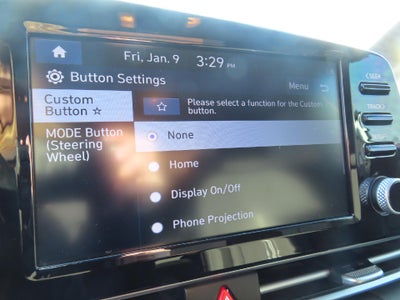 Fri, Jan. 9 3:29 PM
Button Settings
Menu
Custom
Button ☆
Please select a function for the Custom
button.
None
MODE Button
(Steering
Wheel)
Home
Display On/Off
Phone Projection
SEEK
TRACK